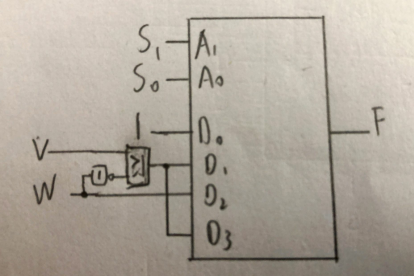 S₁ A₁
S₀ A₀
1 D₀
F
V ≥1 D₁
1
W D₂
D₃